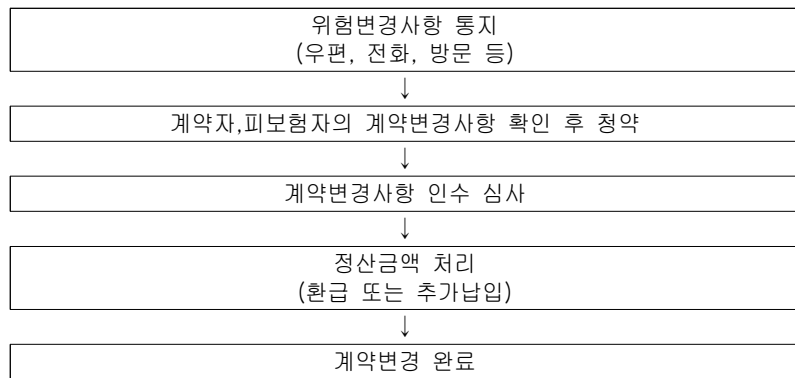 위험변경사항 통지
(우편, 전화, 방문 등)
↓
계약자,피보험자의 계약변경사항 확인 후 청약
↓
계약변경사항 인수 심사
↓
정산금액 처리
(환급 또는 추가납입)
↓
계약변경 완료